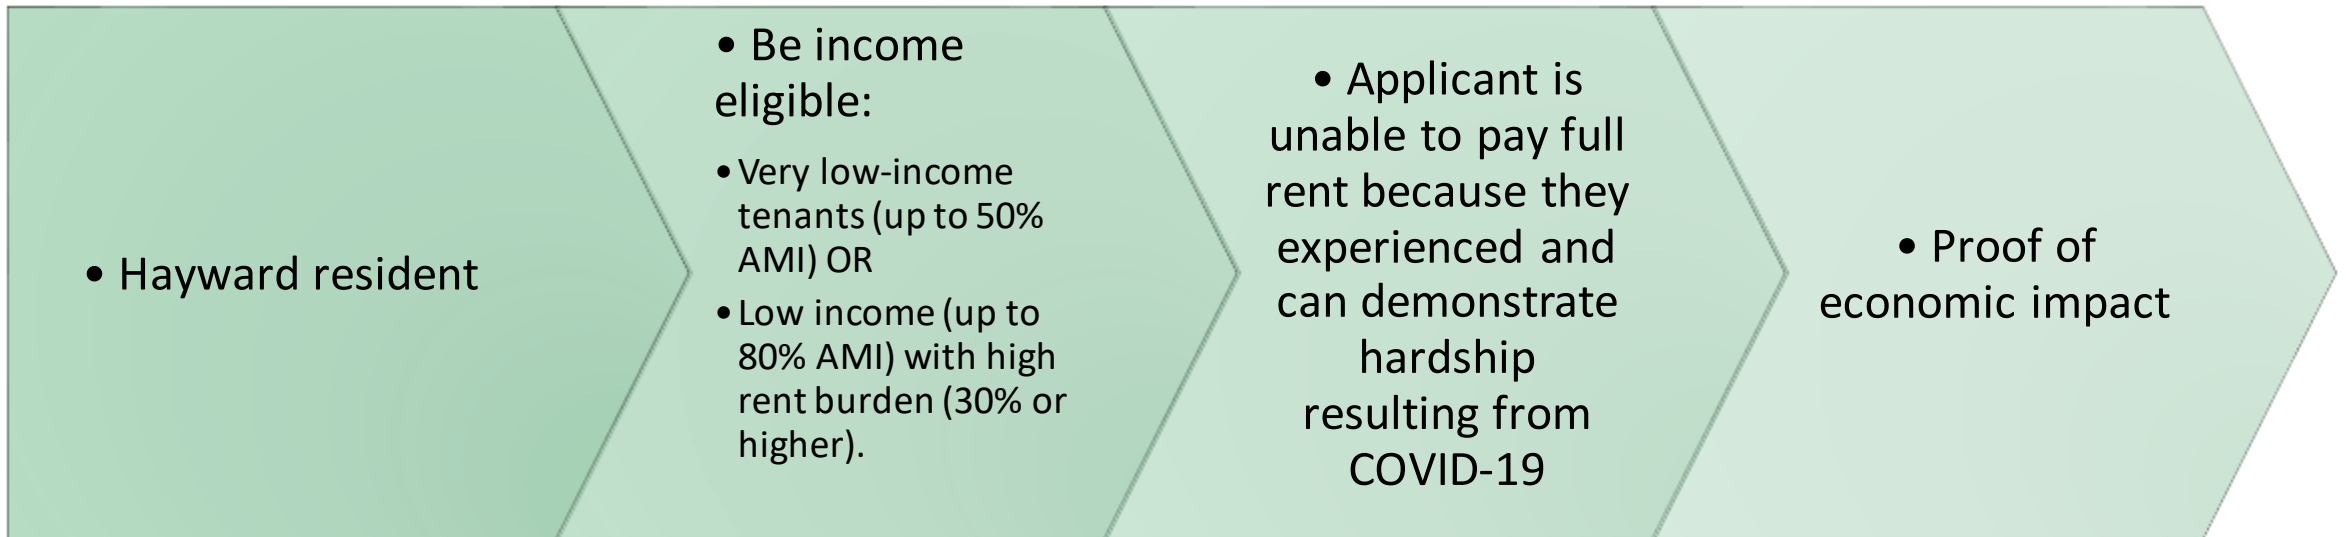 • Hayward resident
• Be income
eligible:
• Very low-income
tenants (up to 50%
AMI) OR
• Low income (up to
80% AMI) with high
rent burden (30% or
higher).
• Applicant is
unable to pay full
rent because they
experienced and
can demonstrate
hardship
resulting from
COVID-19
• Proof of
economic impact